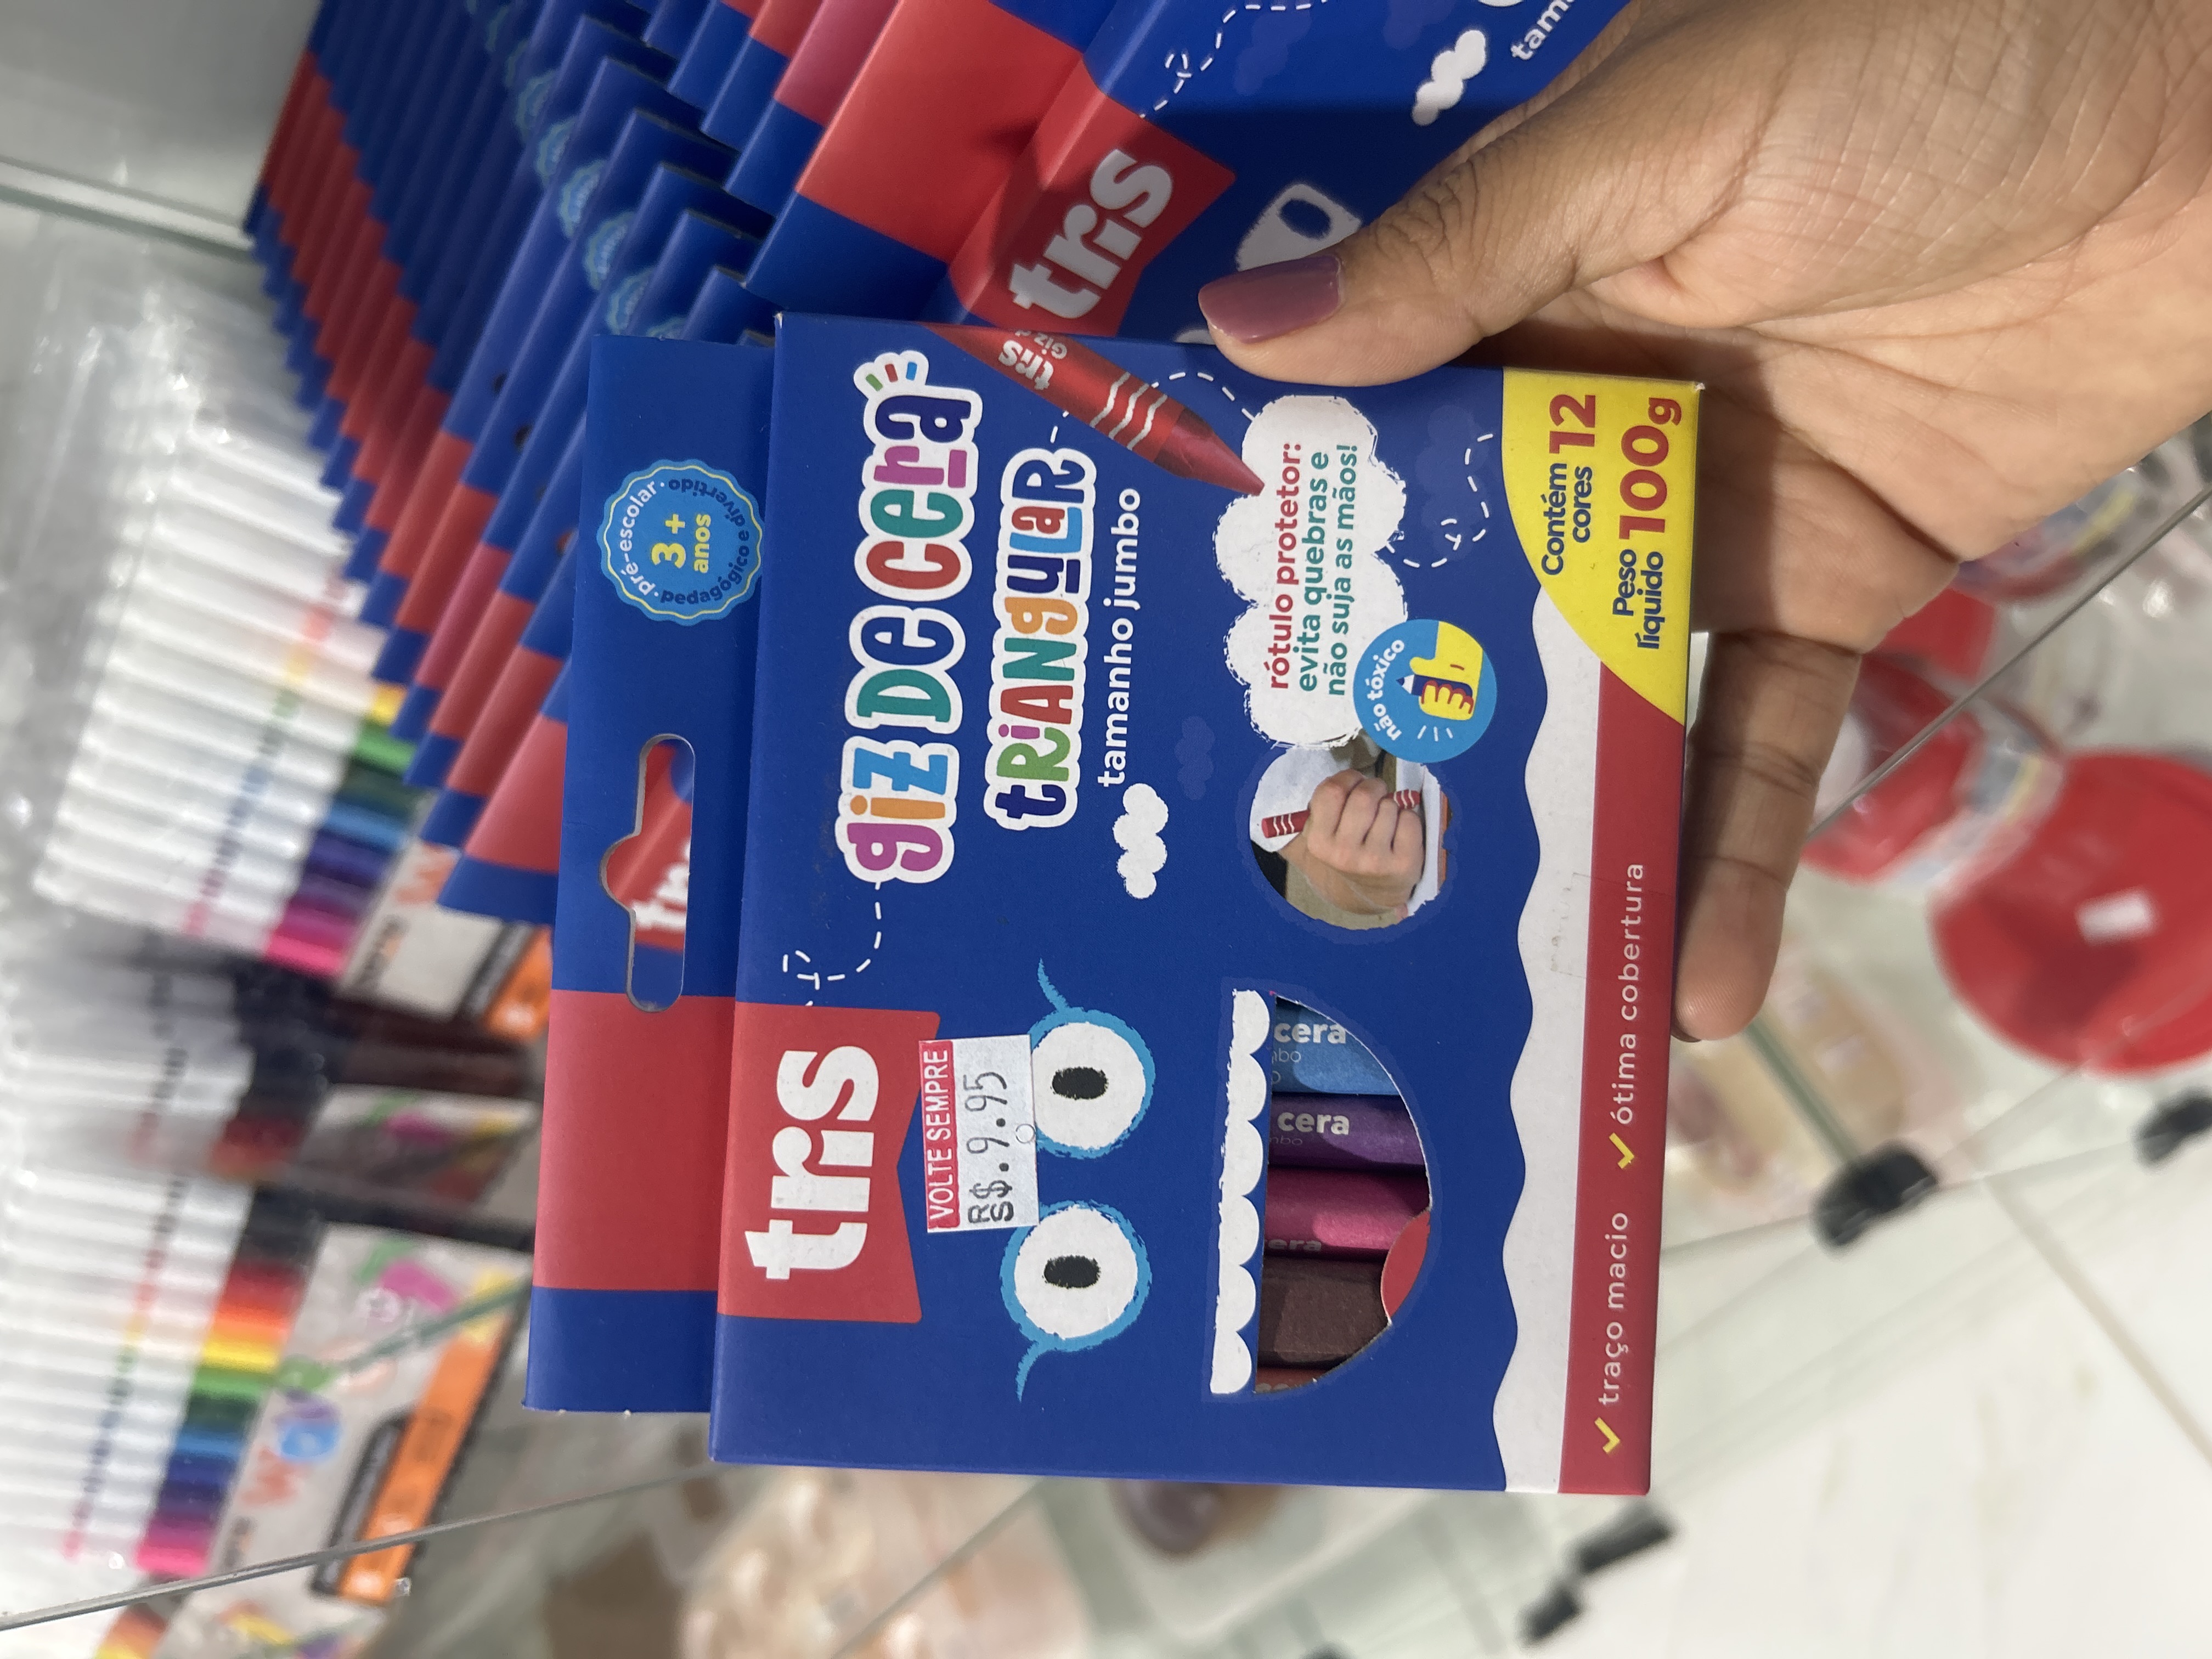 pré-escolar · pedagógico e divertido ·
3+
anos
tris
giz de cera
triangular
tamanho jumbo
VOLTE SEMPRE
R$.9.95
S
tris
giz
rótulo protetor:
evita quebras e
não suja as mãos!
não tóxico
cera
cera
Contém 12
cores
Peso
líquido 100g
traço macio
ótima cobertura
tris